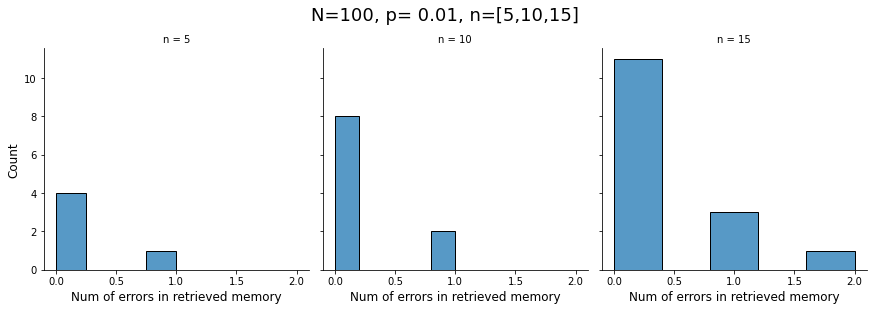 N=100, p= 0.01, n=[5,10,15]
n = 5
n = 10
n = 15
Count
10
8
6
4
2
0
0.0 0.5 1.0 1.5 2.0
0.0 0.5 1.0 1.5 2.0
0.0 0.5 1.0 1.5 2.0
Num of errors in retrieved memory
Num of errors in retrieved memory
Num of errors in retrieved memory